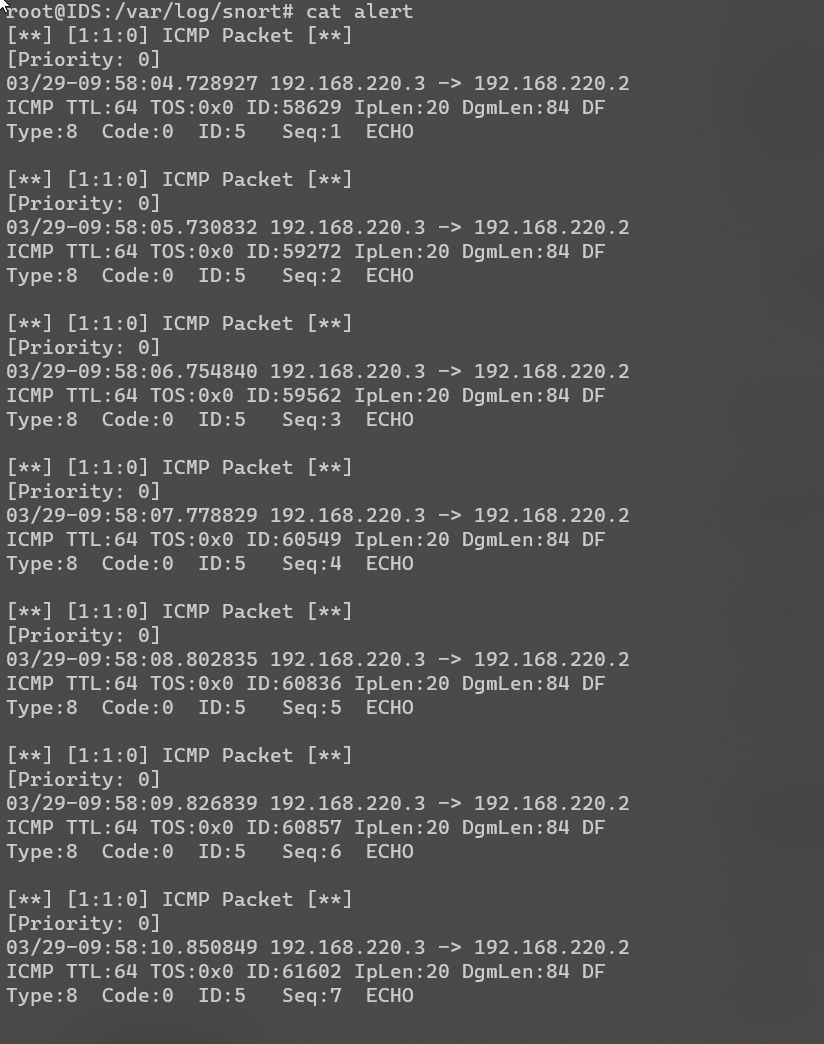 root@IDS:/var/log/snort# cat alert
[**] [1:1:0] ICMP Packet [**]
[Priority: 0]
03/29-09:58:04.728927 192.168.220.3 -> 192.168.220.2
ICMP TTL:64 TOS:0x0 ID:58629 IpLen:20 DgmLen:84 DF
Type:8  Code:0  ID:5   Seq:1  ECHO

[**] [1:1:0] ICMP Packet [**]
[Priority: 0]
03/29-09:58:05.730832 192.168.220.3 -> 192.168.220.2
ICMP TTL:64 TOS:0x0 ID:59272 IpLen:20 DgmLen:84 DF
Type:8  Code:0  ID:5   Seq:2  ECHO

[**] [1:1:0] ICMP Packet [**]
[Priority: 0]
03/29-09:58:06.754840 192.168.220.3 -> 192.168.220.2
ICMP TTL:64 TOS:0x0 ID:59562 IpLen:20 DgmLen:84 DF
Type:8  Code:0  ID:5   Seq:3  ECHO

[**] [1:1:0] ICMP Packet [**]
[Priority: 0]
03/29-09:58:07.778829 192.168.220.3 -> 192.168.220.2
ICMP TTL:64 TOS:0x0 ID:60549 IpLen:20 DgmLen:84 DF
Type:8  Code:0  ID:5   Seq:4  ECHO

[**] [1:1:0] ICMP Packet [**]
[Priority: 0]
03/29-09:58:08.802835 192.168.220.3 -> 192.168.220.2
ICMP TTL:64 TOS:0x0 ID:60836 IpLen:20 DgmLen:84 DF
Type:8  Code:0  ID:5   Seq:5  ECHO

[**] [1:1:0] ICMP Packet [**]
[Priority: 0]
03/29-09:58:09.826839 192.168.220.3 -> 192.168.220.2
ICMP TTL:64 TOS:0x0 ID:60857 IpLen:20 DgmLen:84 DF
Type:8  Code:0  ID:5   Seq:6  ECHO

[**] [1:1:0] ICMP Packet [**]
[Priority: 0]
03/29-09:58:10.850849 192.168.220.3 -> 192.168.220.2
ICMP TTL:64 TOS:0x0 ID:61602 IpLen:20 DgmLen:84 DF
Type:8  Code:0  ID:5   Seq:7  ECHO